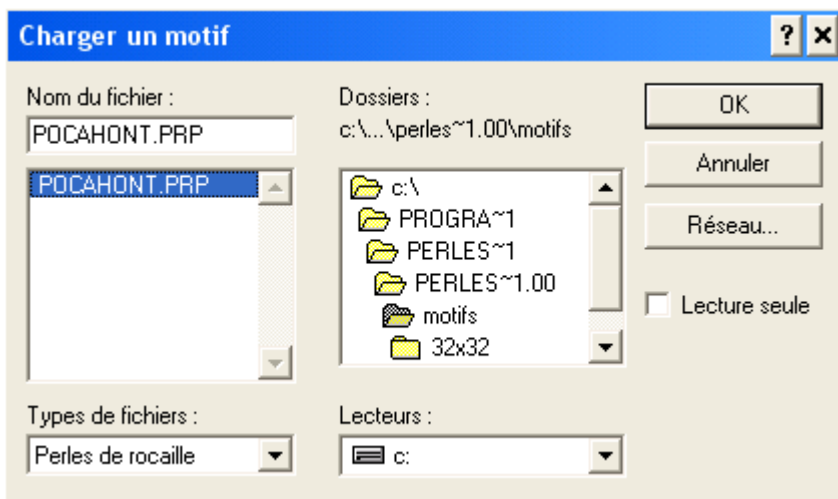 Charger un motif
Nom du fichier :
POCAHONT.PRP
POCAHONT.PRP
Types de fichiers :
Perles de rocaille
Dossiers :
c:\...\perles~1.00\motifs
c:\
PROGRA~1
PERLES~1
PERLES~1.00
motifs
32x32
Lecteurs :
c:
OK
Annuler
Réseau...
Lecture seule